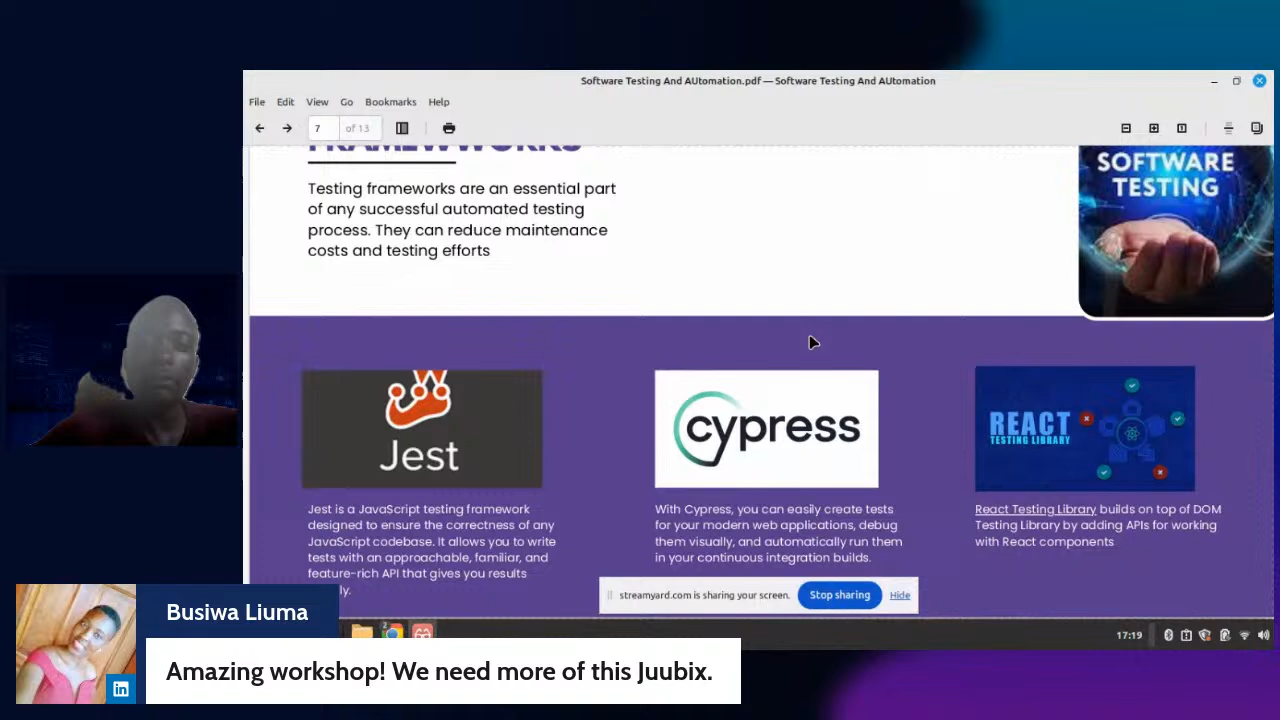 Software Testing And AUtomation.pdf — Software Testing And AUtomation
File Edit View Go Bookmarks Help
7 of 13
FRAMEWWORKS
Testing frameworks are an essential part
of any successful automated testing
process. They can reduce maintenance
costs and testing efforts
SOFTWARE
TESTING
Jest
cypress
REACT
TESTING LIBRARY
Jest is a JavaScript testing framework
designed to ensure the correctness of any
JavaScript codebase. It allows you to write
tests with an approachable, familiar, and
feature-rich API that gives you results
ly.
With Cypress, you can easily create tests
for your modern web applications, debug
them visually, and automatically run them
in your continuous integration builds.
React Testing Library builds on top of DOM
Testing Library by adding APIs for working
with React components
streamyard.com is sharing your screen. Stop sharing Hide
2
17:19
Busiwa Liuma
in
Amazing workshop! We need more of this Juubix.